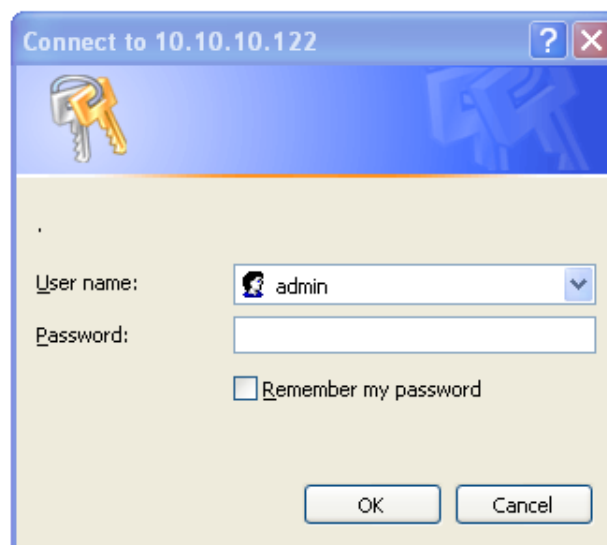 Connect to 10.10.10.122
?
.
User name:
admin
Password:
Remember my password
OK
Cancel